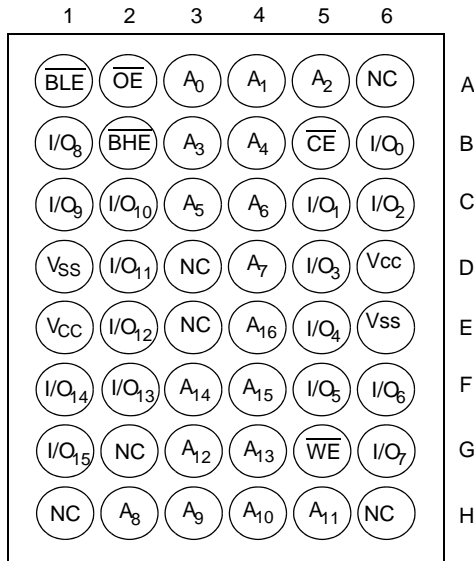 1 2 3 4 5 6
BLE OE A0 A1 A2 NC A
I/O8 BHE A3 A4 CE I/O0 B
I/O9 I/O10 A5 A6 I/O1 I/O2 C
VSS I/O11 NC A7 I/O3 Vcc D
VCC I/O12 NC A16 I/O4 Vss E
I/O14 I/O13 A14 A15 I/O5 I/O6 F
I/O15 NC A12 A13 WE I/O7 G
NC A8 A9 A10 A11 NC H